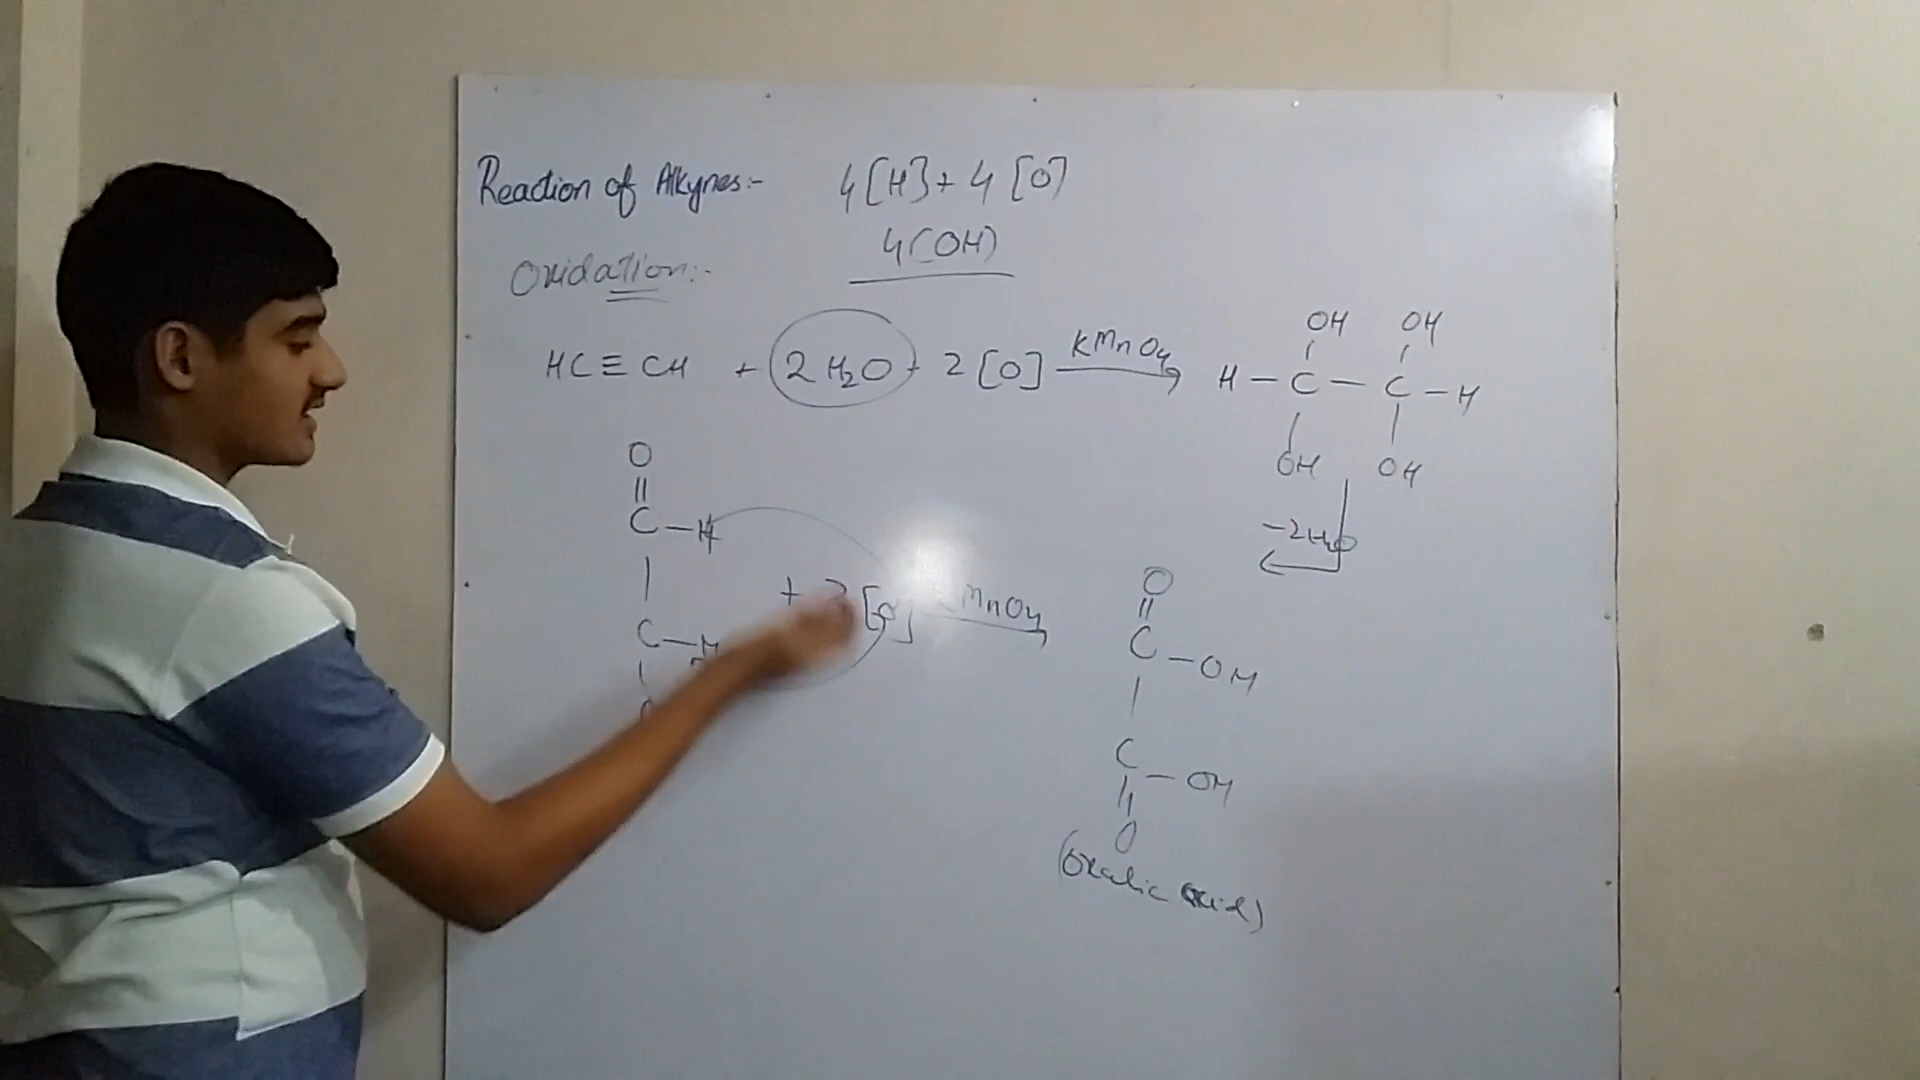 Reaction of Alkynes:- 4[H]+ 4 [O]
4(OH)
Oxidation:-
HC≡CH + 2H₂O + 2[O] KMnO₄
OH OH
H – C – C – H
OH OH
-2H₂O
O
||
C – H
|
C – H
+ 2[O] MnO₄
O
||
C – OH
|
C – OH
||
O
(Oxalic acid)